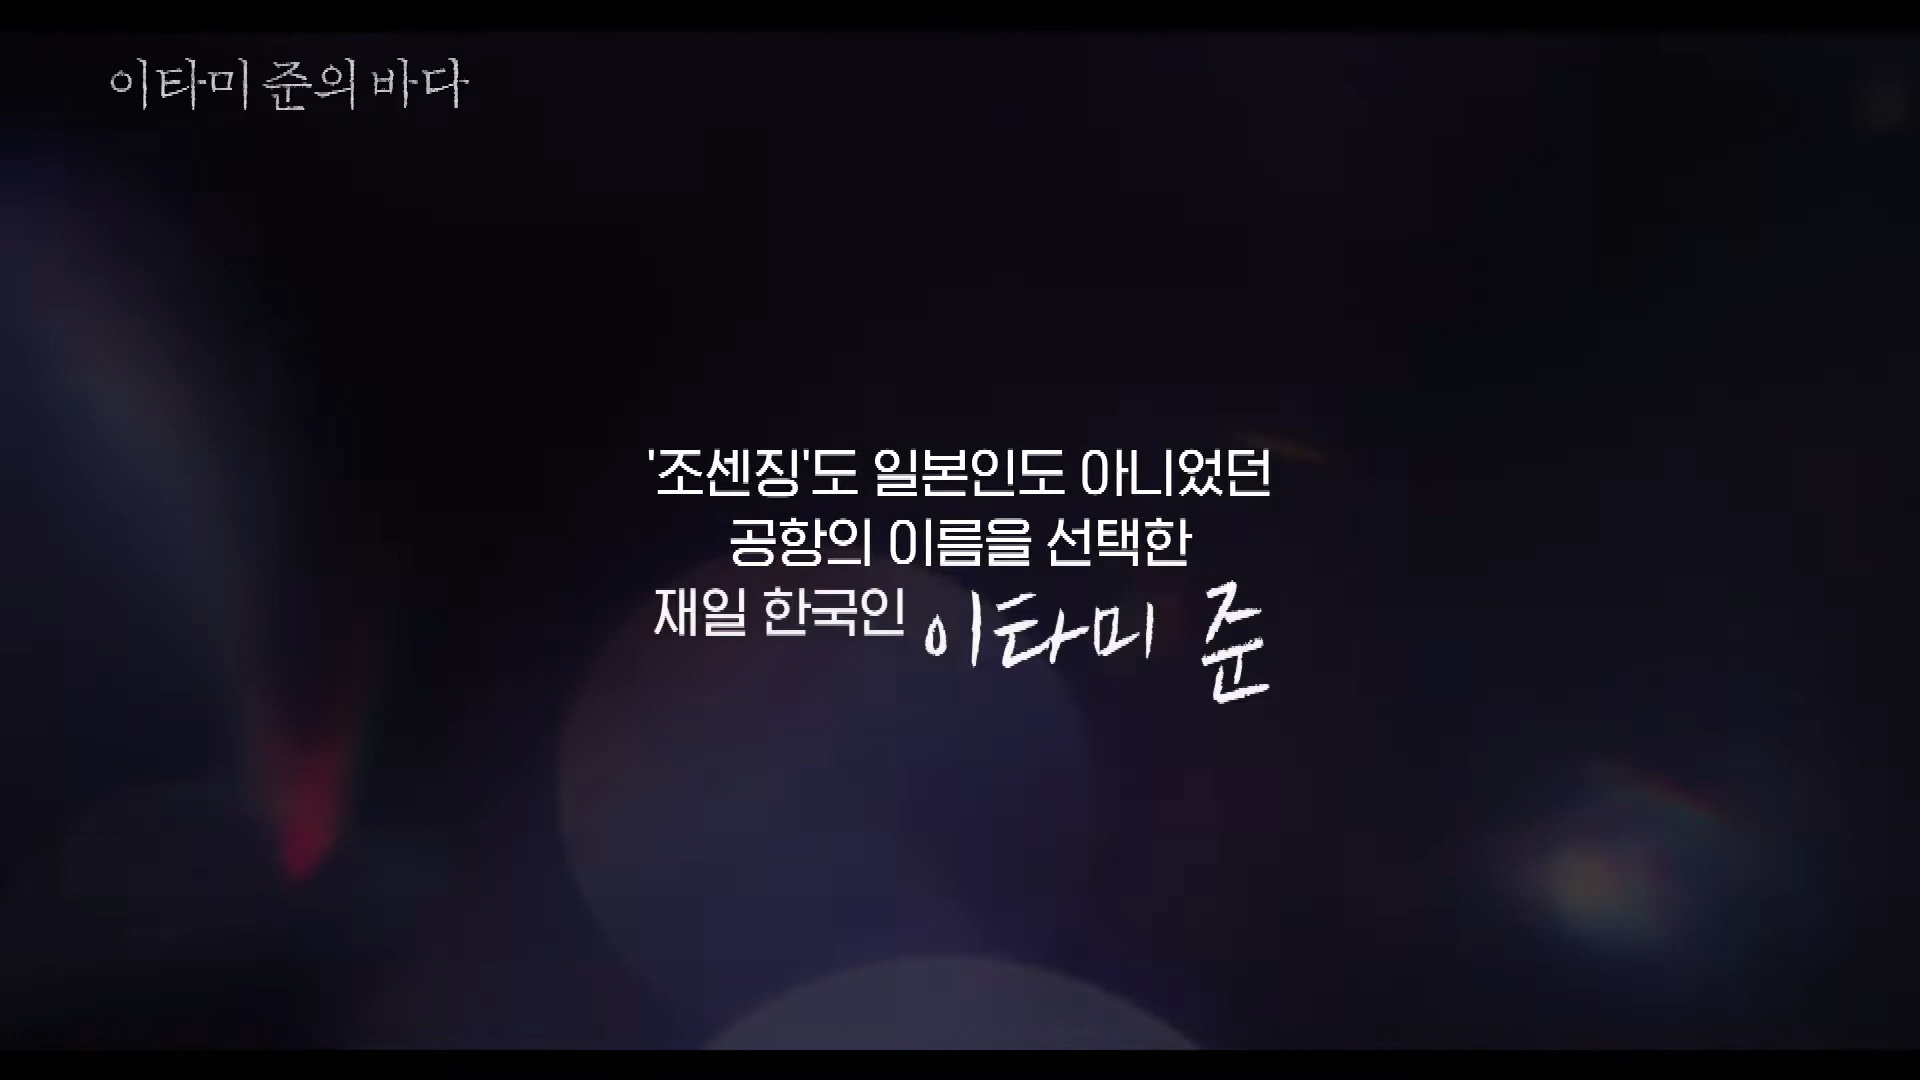 이타미 준의 바다
'조센징'도 일본인도 아니었던
공항의 이름을 선택한
재일 한국인 이타미 준